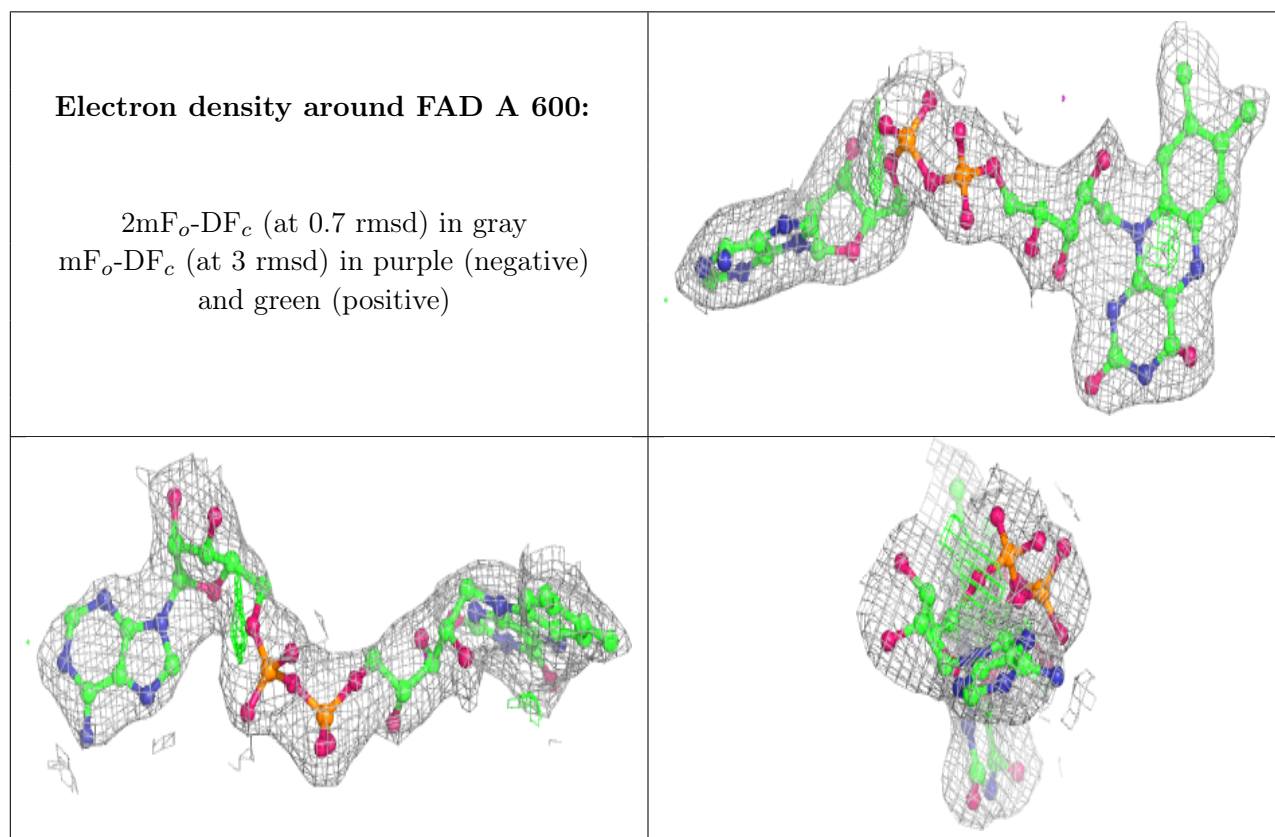 Electron density around FAD A 600:
2mFo-DFc (at 0.7 rmsd) in gray
mFo-DFc (at 3 rmsd) in purple (negative)
and green (positive)